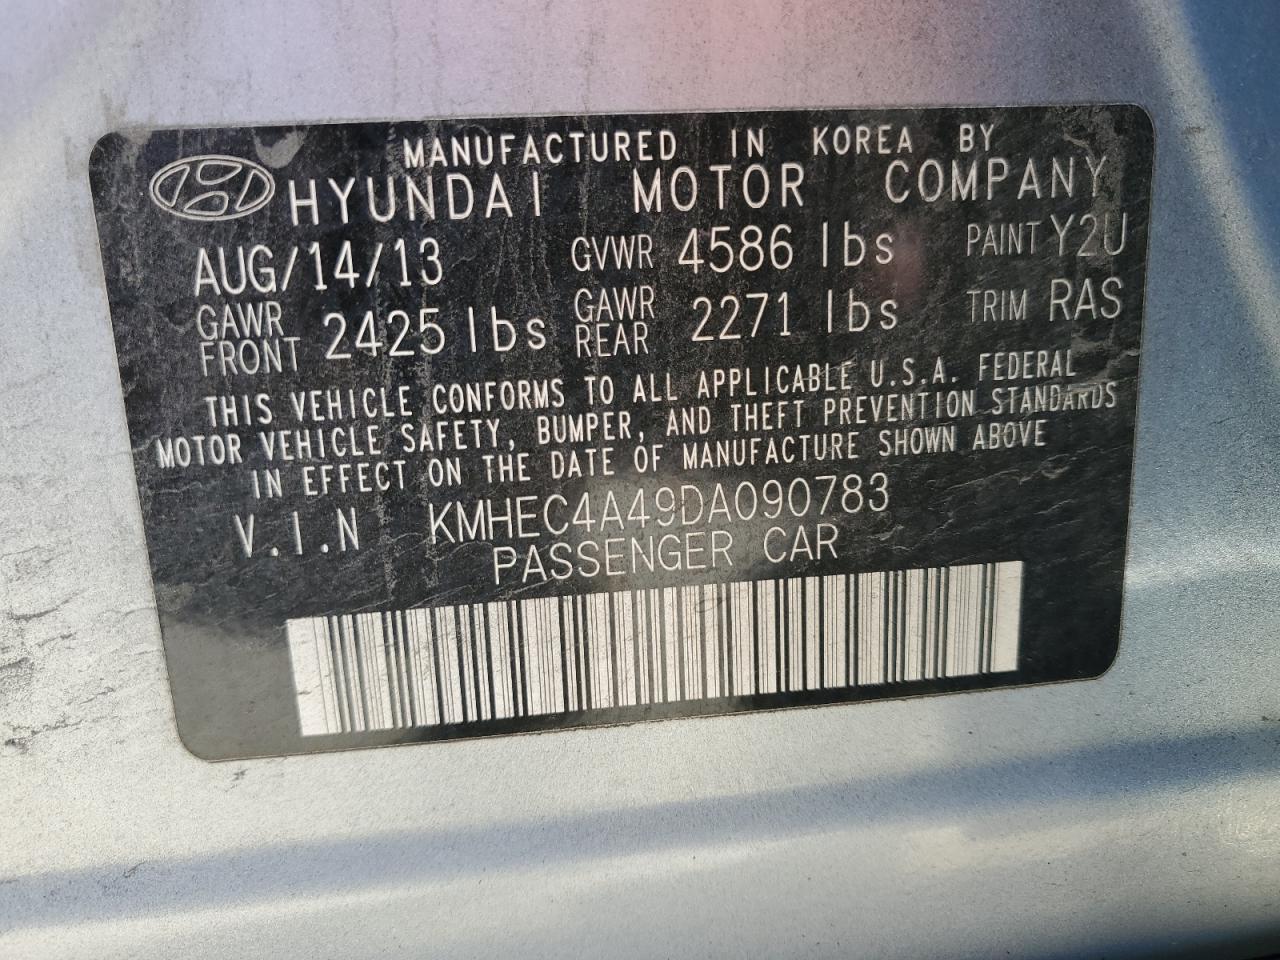 MANUFACTURED IN KOREA BY
HYUNDAI MOTOR COMPANY
AUG/14/13 GVWR 4586 lbs PAINT Y2U
GAWR FRONT 2425 lbs GAWR REAR 2271 lbs TRIM RAS
THIS VEHICLE CONFORMS TO ALL APPLICABLE U.S.A. FEDERAL
MOTOR VEHICLE SAFETY, BUMPER, AND THEFT PREVENTION STANDARDS
IN EFFECT ON THE DATE OF MANUFACTURE SHOWN ABOVE
V.I.N KMHEC4A49DA090783
PASSENGER CAR